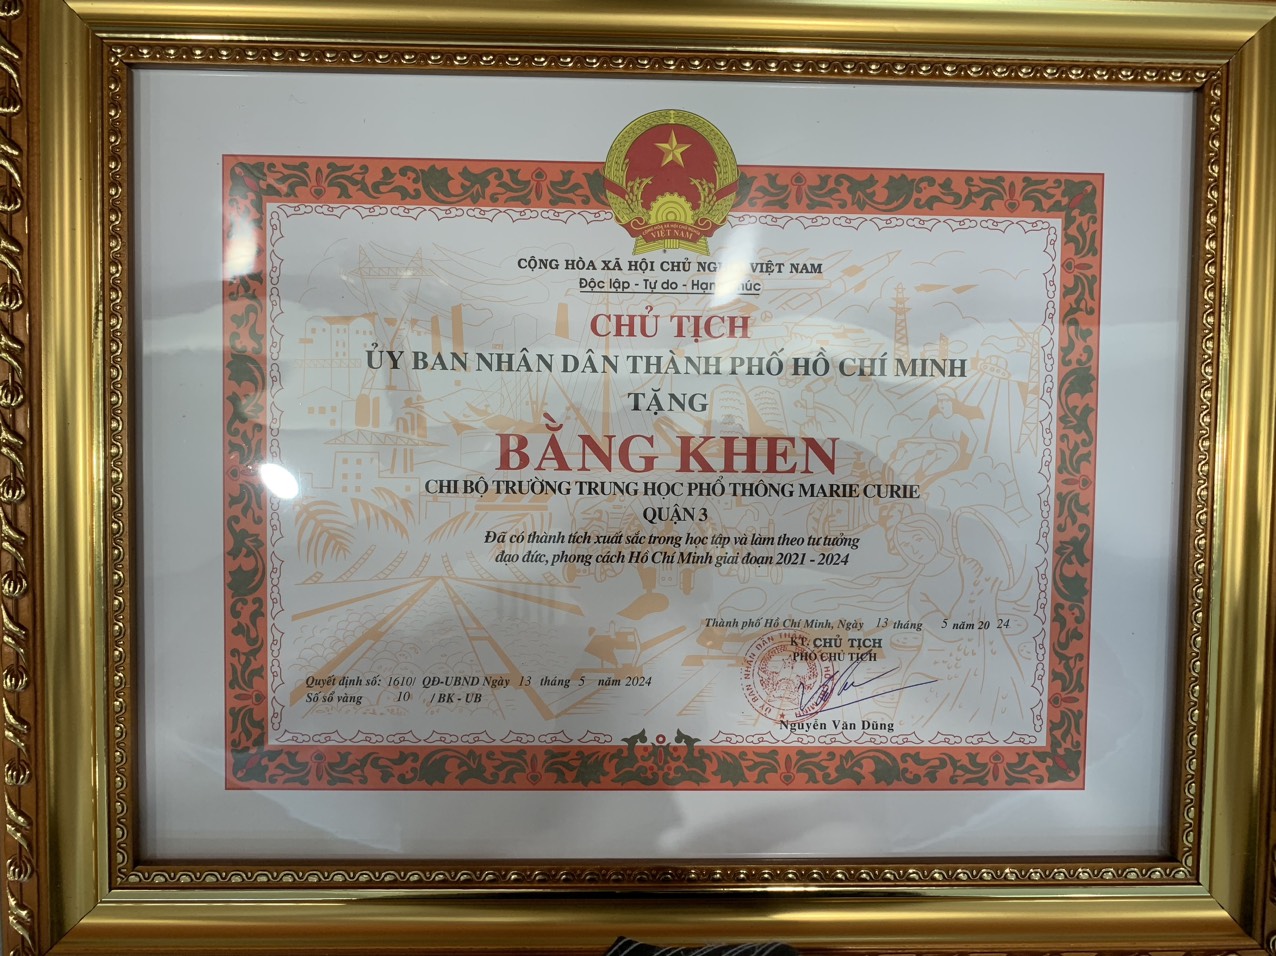 VIỆT NAM
CỘNG HÒA XÃ HỘI CHỦ VIỆT NAM
Độc lập - Tự do -
CHỦ TỊCH
ỦY BAN NHÂN DÂN THÀNH PHỐ HỒ CHÍ MINH
TẶNG
BẰNG KHEN
CHI BỘ TRƯỜNG TRUNG HỌC PHỔ THÔNG MARIE CURIE
QUẬN 3
Đã có thành tích xuất sắc trong học tập và làm theo tư tưởng
đạo đức, phong cách Hồ Chí Minh giai đoạn 2021 - 2024
Thành phố Hồ Chí Minh, Ngày 13 tháng 5 năm 2024
KT. CHỦ TỊCH
PHÓ CHỦ TỊCH
Quyết định số: 1610/ QĐ-UBND Ngày 13 tháng 5 năm 2024
Số sổ vàng 10 / BK - UB
Nguyễn Văn Dũng